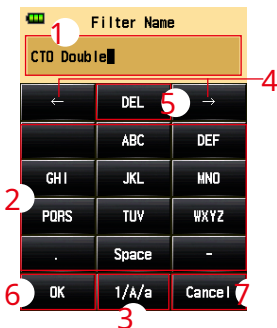 Filter Name
1
CTO Double
4
← DEL 5 →
ABC DEF
GHI JKL MNO
2
PQRS TUV WXYZ
. Space -
6 OK 1/A/a Cancel 7
3